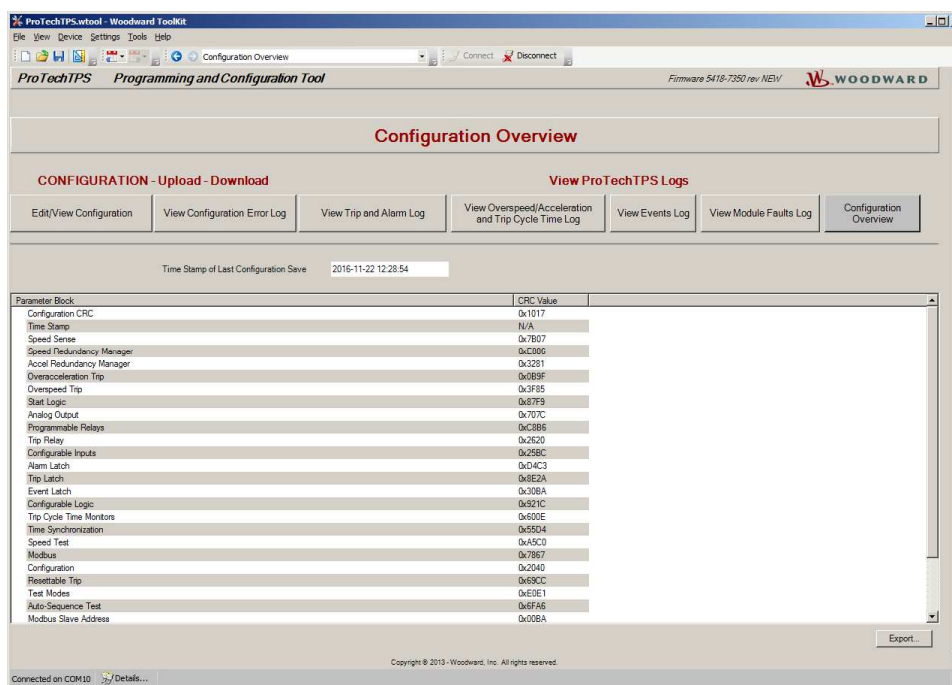 ProTechTPS.wtool - Woodward ToolKit
File View Device Settings Tools Help
Configuration Overview Connect Disconnect
ProTechTPS Programming and Configuration Tool Firmware 5418-7350 rev NEW WOODWARD
Configuration Overview
CONFIGURATION - Upload - Download View ProTechTPS Logs
Edit/View Configuration View Configuration Error Log View Trip and Alarm Log View Overspeed/Acceleration and Trip Cycle Time Log View Events Log View Module Faults Log Configuration Overview
Time Stamp of Last Configuration Save 2016-11-22 12:28:54
Parameter Block CRC Value
Configuration CRC 0x1017
Time Stamp N/A
Speed Sense 0x7B07
Speed Redundancy Manager
Accel Redundancy Manager 0x3281
Overacceleration Trip 0x0B9F
Overspeed Trip 0x3F85
Start Logic 0x87F9
Analog Output 0x707C
Programmable Relays 0xC8B6
Trip Relay 0x2620
Configurable Inputs 0x25BC
Alarm Latch 0xD4C3
Trip Latch 0x8E2A
Event Latch 0x30BA
Configurable Logic 0x921C
Trip Cycle Time Monitors 0x600E
Time Synchronization 0x55D4
Speed Test 0xA5C0
Modbus 0x7867
Configuration 0x2040
Resettable Trip 0x69CC
Test Modes 0xE0E1
Auto-Sequence Test 0x6FA6
Modbus Slave Address 0x00BA
Export...
Copyright © 2013 - Woodward, Inc. All rights reserved.
Connected on COM10 Details...